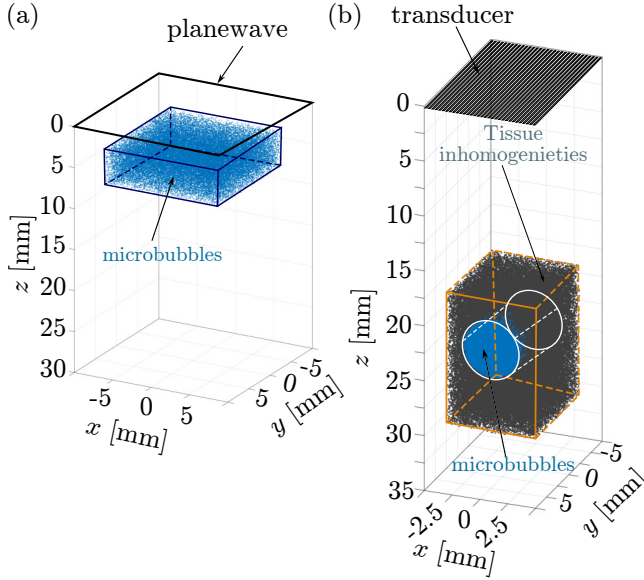 (a)
planewave
0
5
10
15
20
25
30
z [mm]
microbubbles
-5
0
5
x [mm]
-5
0
5
y [mm]
(b)
transducer
0
5
10
15
20
25
30
35
z [mm]
Tissue
inhomogenieties
microbubbles
-2.5
0
2.5
x [mm]
-5
0
5
y [mm]